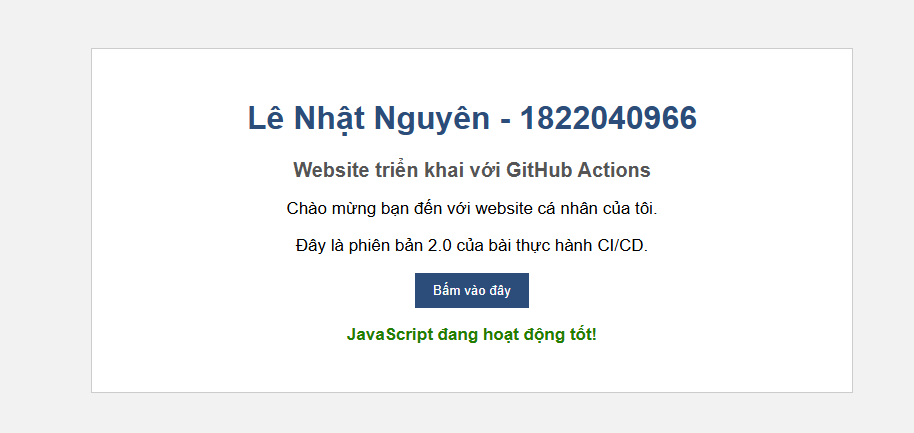 Lê Nhật Nguyên - 1822040966
Website triển khai với GitHub Actions
Chào mừng bạn đến với website cá nhân của tôi.
Đây là phiên bản 2.0 của bài thực hành CI/CD.
Bấm vào đây
JavaScript đang hoạt động tốt!